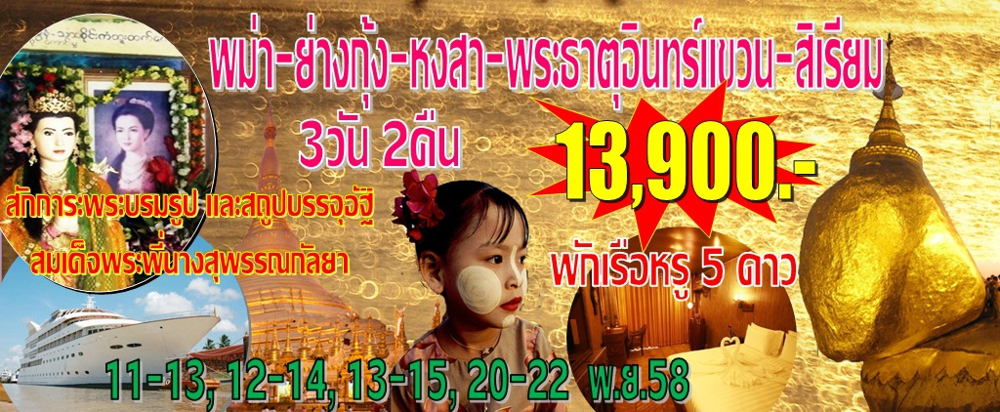 พม่า-ย่างกุ้ง-หงสา-พระธาตุอินทร์แขวน-สิเรียม
3วัน 2คืน
13,900.-
สักการะพระบรมรูป และสถูปบรรจุอัฐิ
สมเด็จพระพี่นางสุพรรณกัลยา
พักเรือหรู 5 ดาว
11-13, 12-14, 13-15, 20-22 พ.ย.58